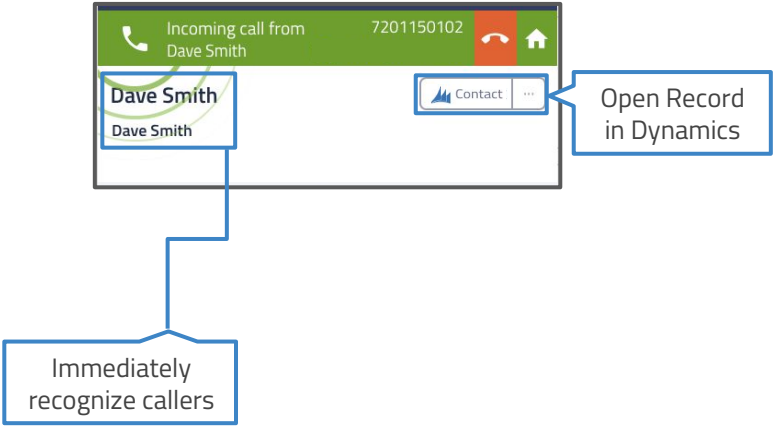 Incoming call from
Dave Smith
7201150102
Dave Smith
Dave Smith
Contact
...
Open Record
in Dynamics
Immediately
recognize callers